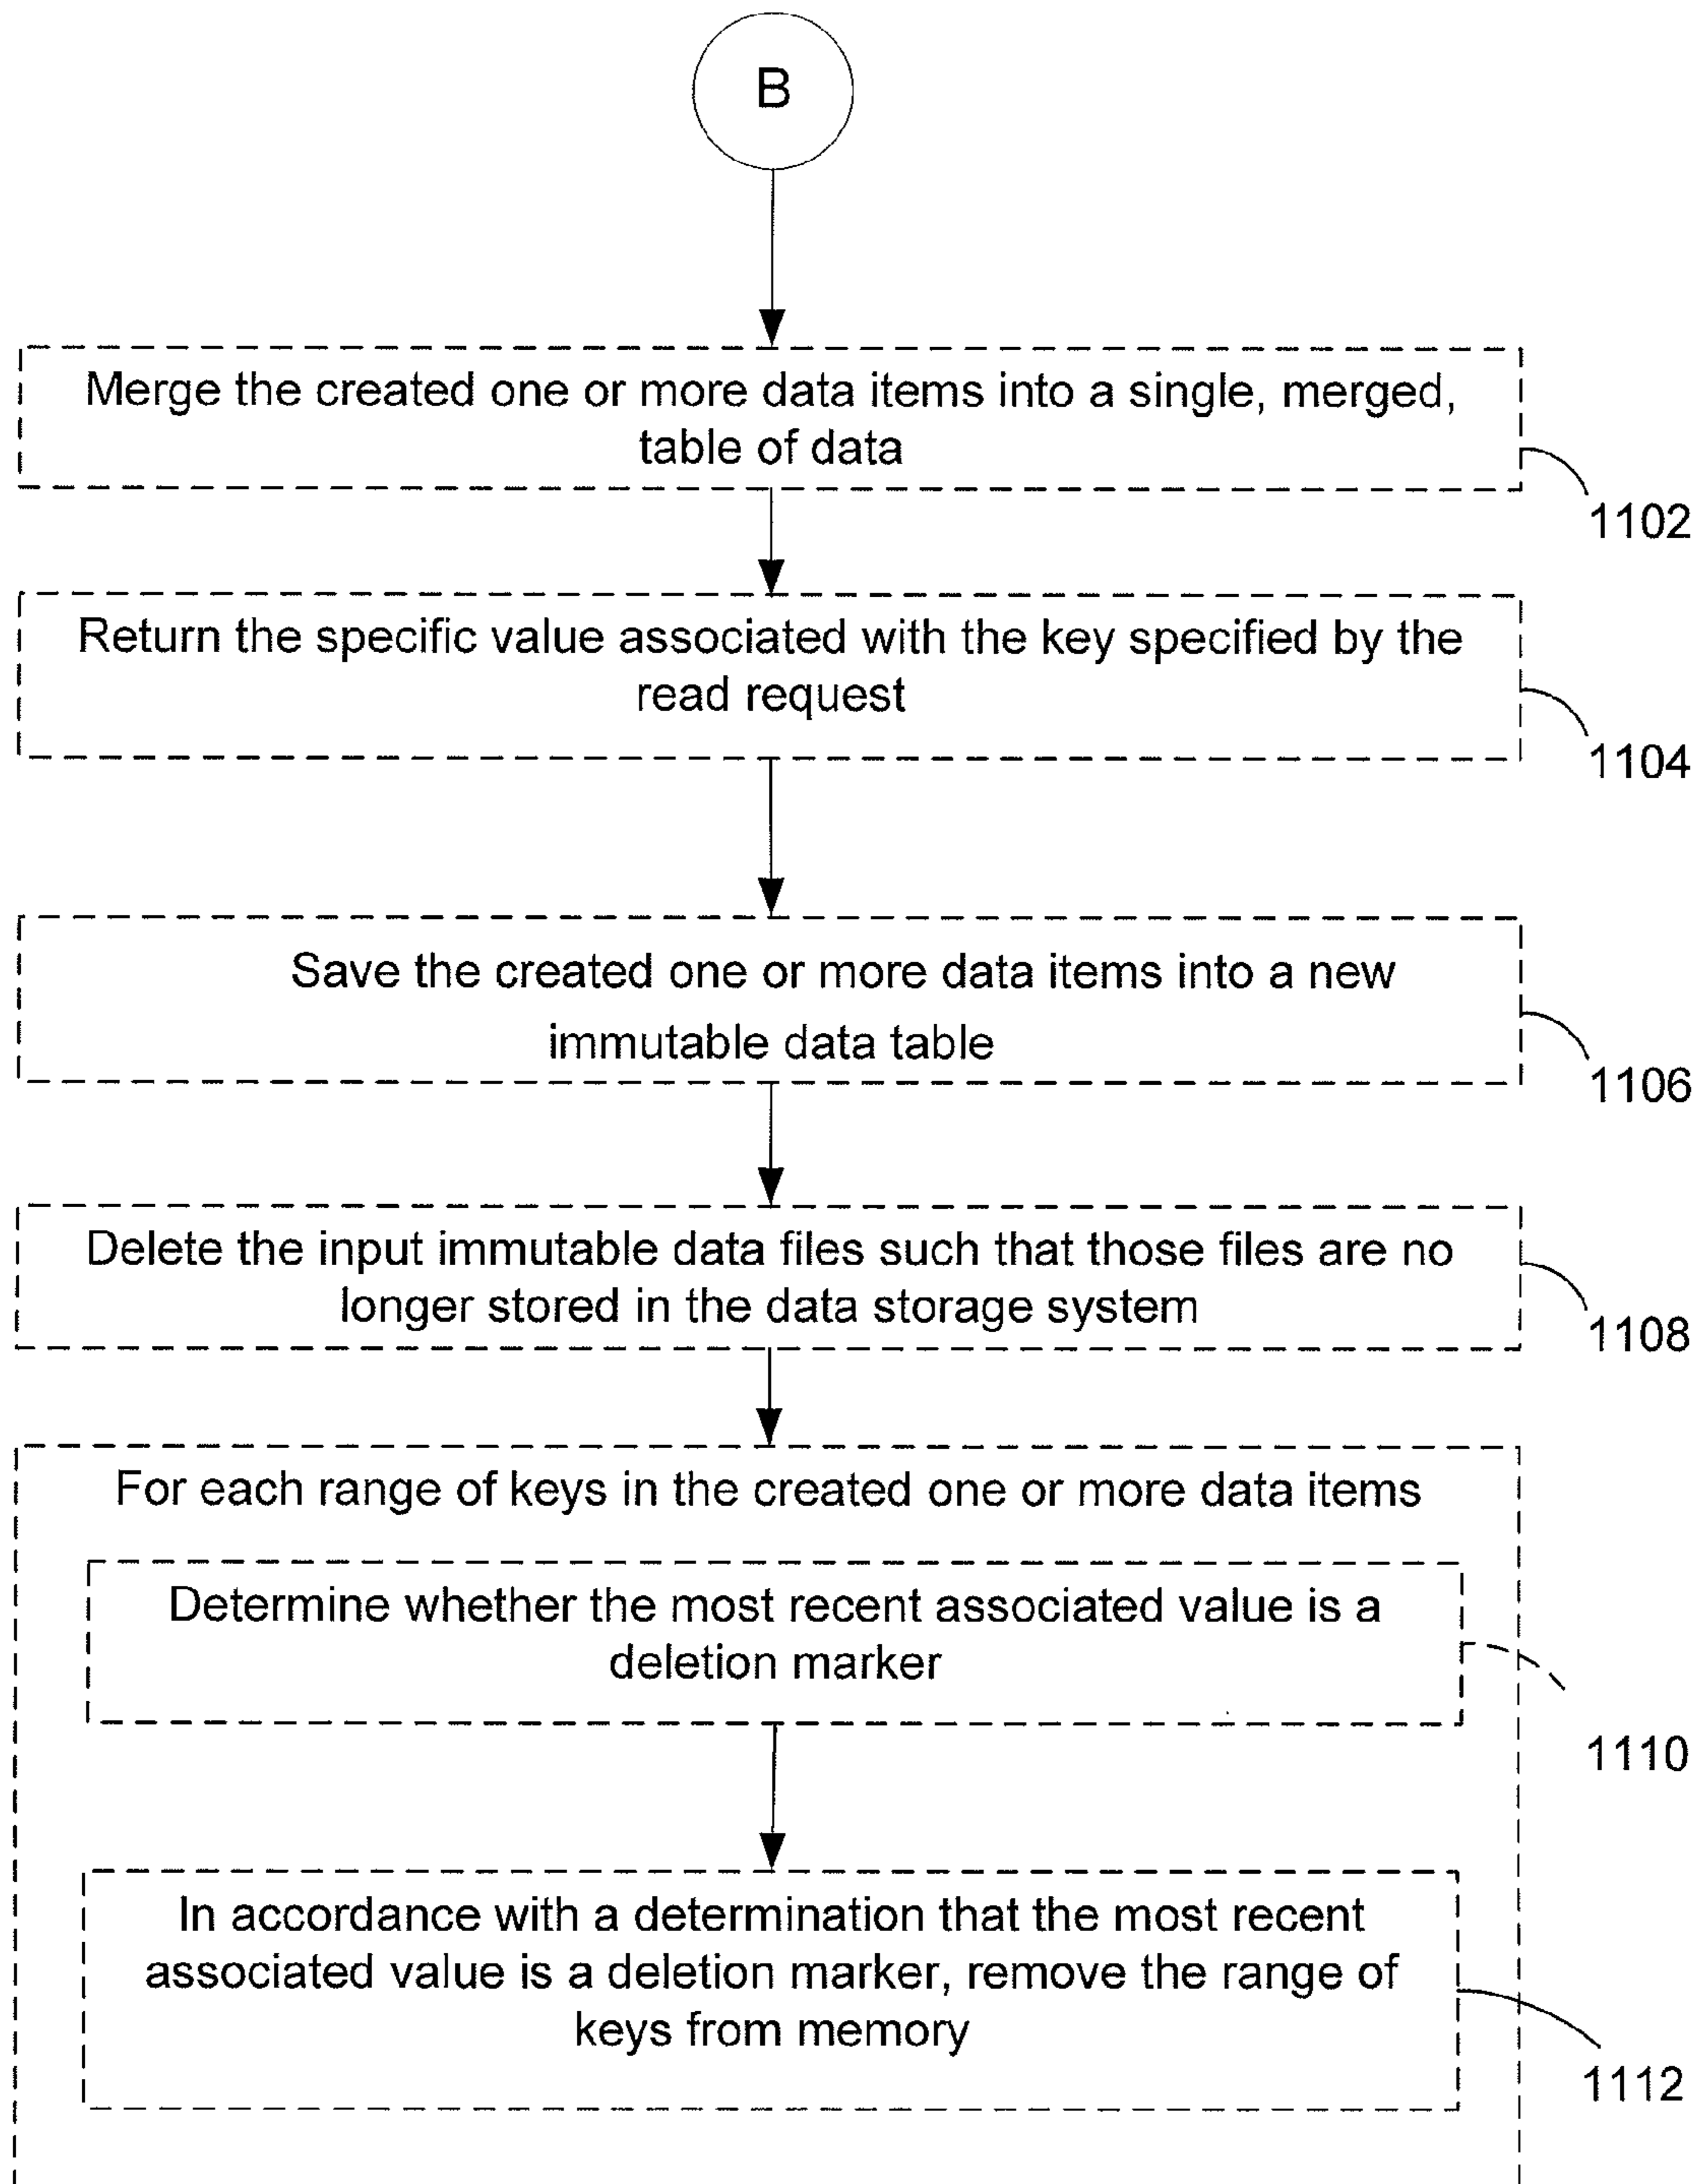 B
Merge the created one or more data items into a single, merged,
table of data
1102
Return the specific value associated with the key specified by the
read request
1104
Save the created one or more data items into a new
immutable data table
1106
Delete the input immutable data files such that those files are no
longer stored in the data storage system
1108
For each range of keys in the created one or more data items
Determine whether the most recent associated value is a
deletion marker
1110
In accordance with a determination that the most recent
associated value is a deletion marker, remove the range of
keys from memory
1112